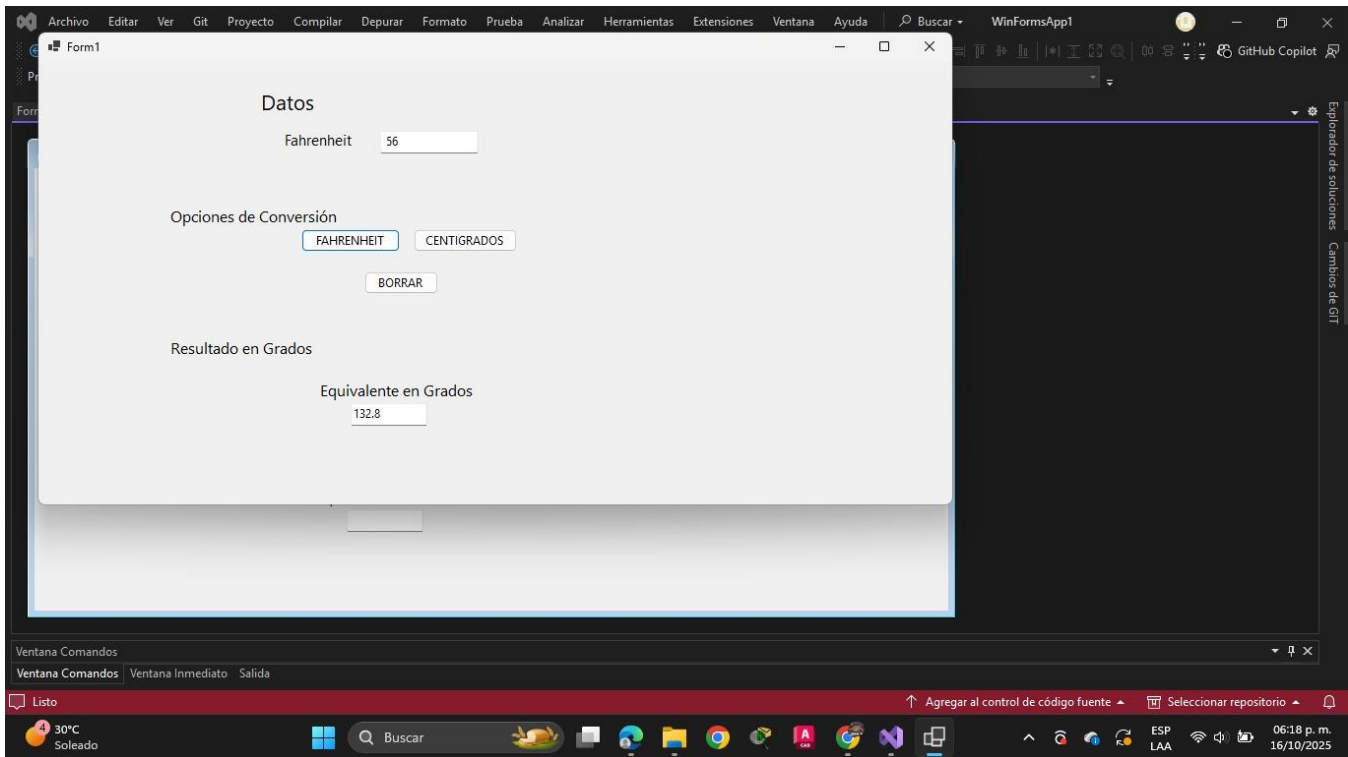 Archivo Editar Ver Git Proyecto Compilar Depurar Formato Prueba Analizar Herramientas Extensiones Ventana Ayuda Buscar WinFormsApp1
Form1
GitHub Copilot
Datos
Fahrenheit 56
Opciones de Conversión
FAHRENHEIT CENTIGRADOS
BORRAR
Resultado en Grados
Equivalente en Grados
132.8
Explorador de soluciones
Cambios de GIT
Ventana Comandos
Ventana Comandos Ventana Inmediato Salida
Listo Agregar al control de código fuente Seleccionar repositorio
4 30°C
Soleado
Buscar
ESP
LAA
06:18 p. m.
16/10/2025